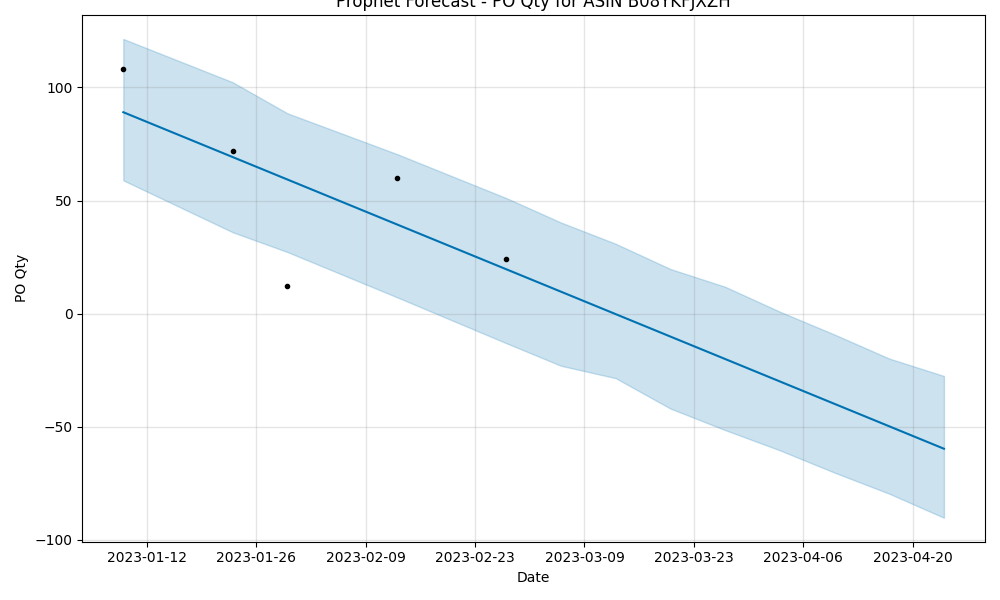 Prophet Forecast - PO Qty for ASIN B08YKFJXZH
100
50
0
−50
−100
PO Qty
2023-01-12 2023-01-26 2023-02-09 2023-02-23 2023-03-09 2023-03-23 2023-04-06 2023-04-20
Date